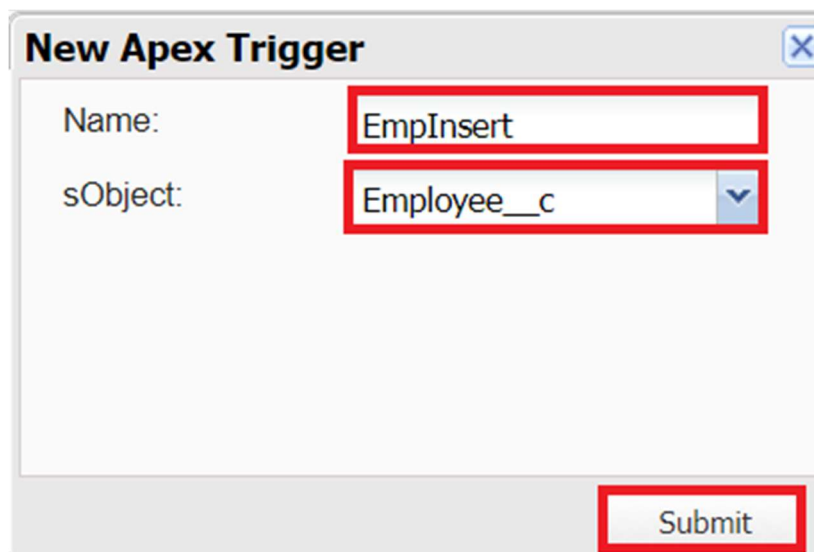 New Apex Trigger
Name:
EmpInsert
sObject:
Employee__c
Submit